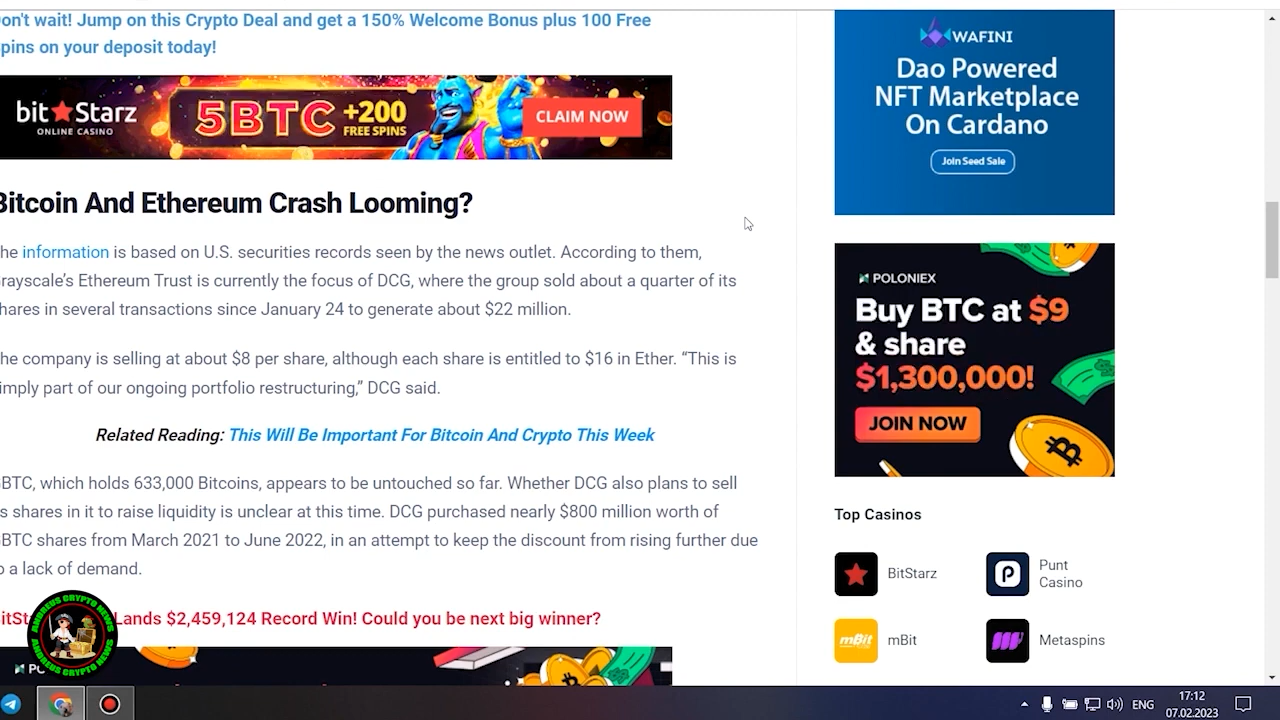 on't wait! Jump on this Crypto Deal and get a 150% Welcome Bonus plus 100 Free
pins on your deposit today!
bit Starz
ONLINE CASINO
5BTC +200
FREE SPINS
CLAIM NOW
Bitcoin And Ethereum Crash Looming?
he information is based on U.S. securities records seen by the news outlet. According to them,
rayscale's Ethereum Trust is currently the focus of DCG, where the group sold about a quarter of its
hares in several transactions since January 24 to generate about $22 million.
he company is selling at about $8 per share, although each share is entitled to $16 in Ether. “This is
imply part of our ongoing portfolio restructuring,” DCG said.
Related Reading: This Will Be Important For Bitcoin And Crypto This Week
BTC, which holds 633,000 Bitcoins, appears to be untouched so far. Whether DCG also plans to sell
s shares in it to raise liquidity is unclear at this time. DCG purchased nearly $800 million worth of
BTC shares from March 2021 to June 2022, in an attempt to keep the discount from rising further due
o a lack of demand.
itSt Lands $2,459,124 Record Win! Could you be next big winner?
WAFINI
Dao Powered
NFT Marketplace
On Cardano
Join Seed Sale
POLONIEX
Buy BTC at $9
& share
$1,300,000!
JOIN NOW
Top Casinos
BitStarz
Punt
Casino
mBit
mBit
Metaspins
ANDREUS CRYPTO NEWS
ANDREUS CRYPTO NEWS
ENG
17:12
07.02.2023